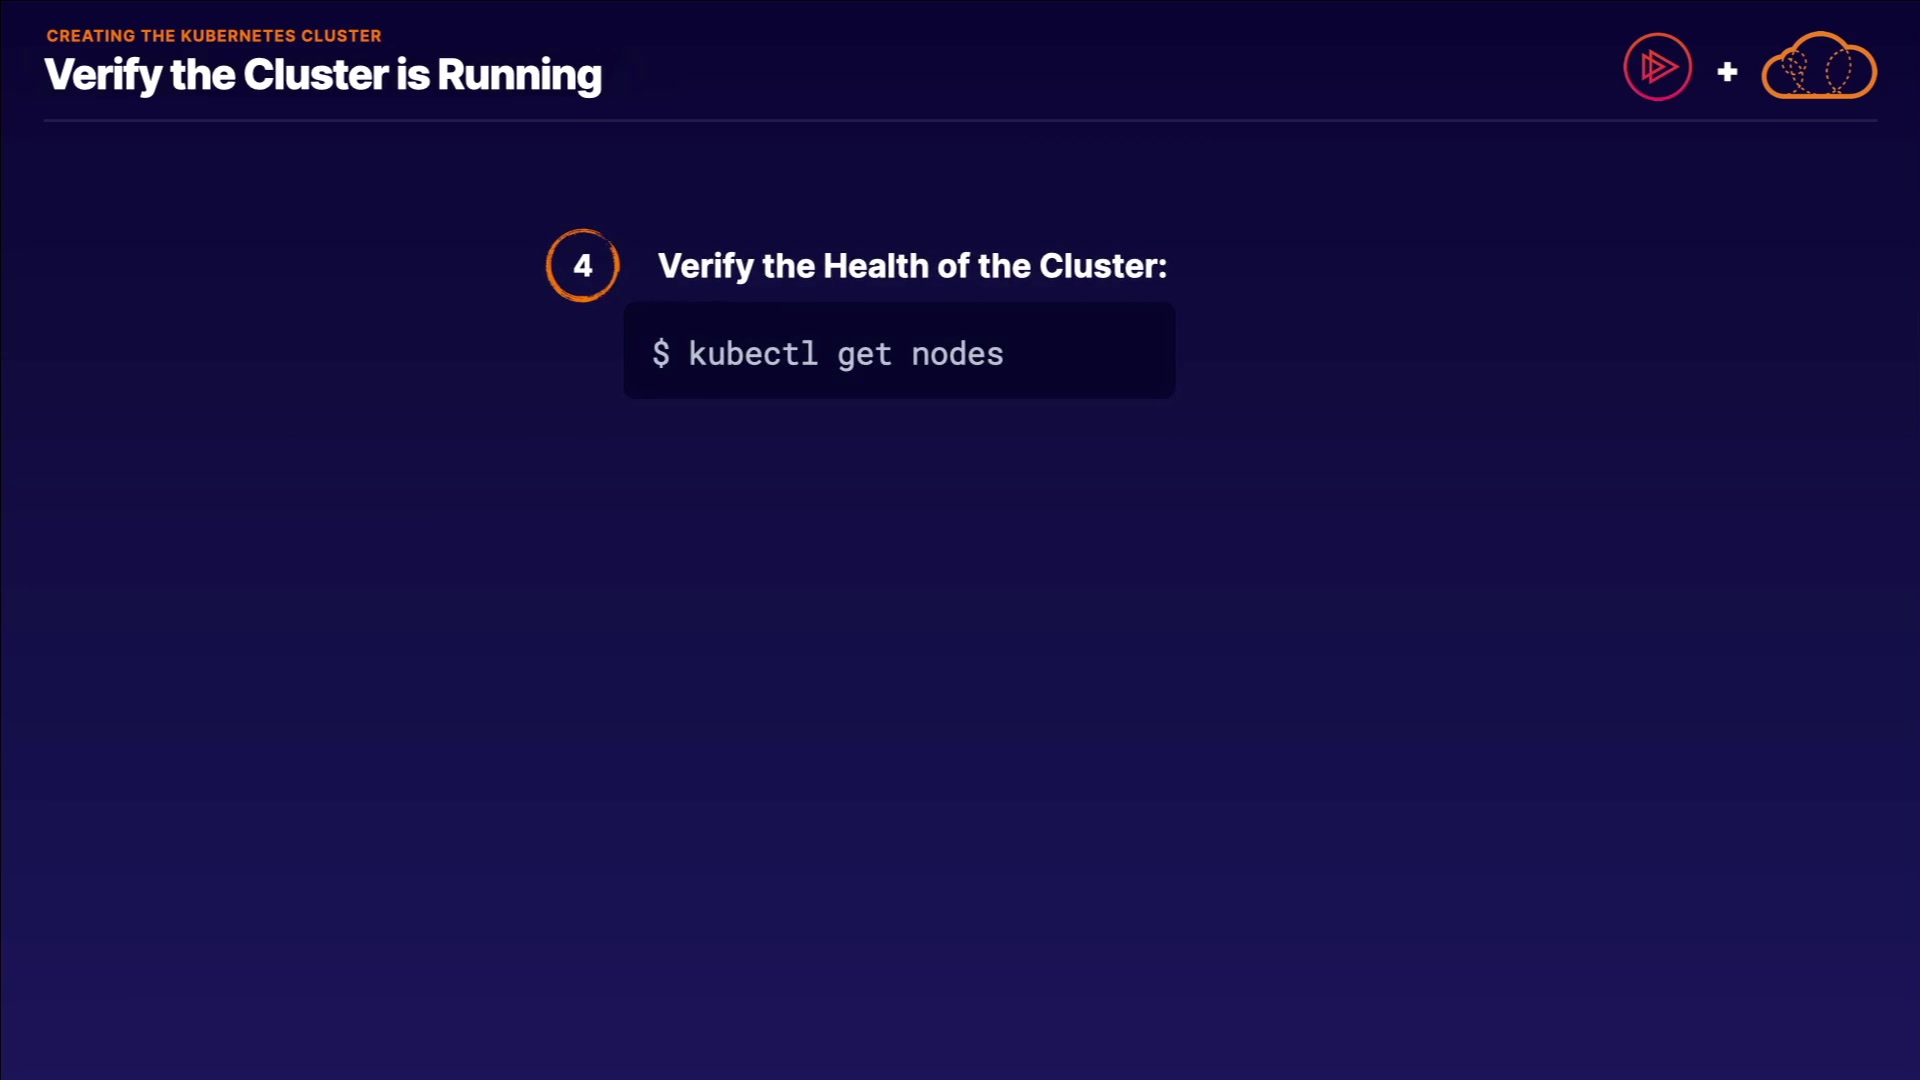 CREATING THE KUBERNETES CLUSTER
Verify the Cluster is Running
+
4
Verify the Health of the Cluster:
$ kubectl get nodes